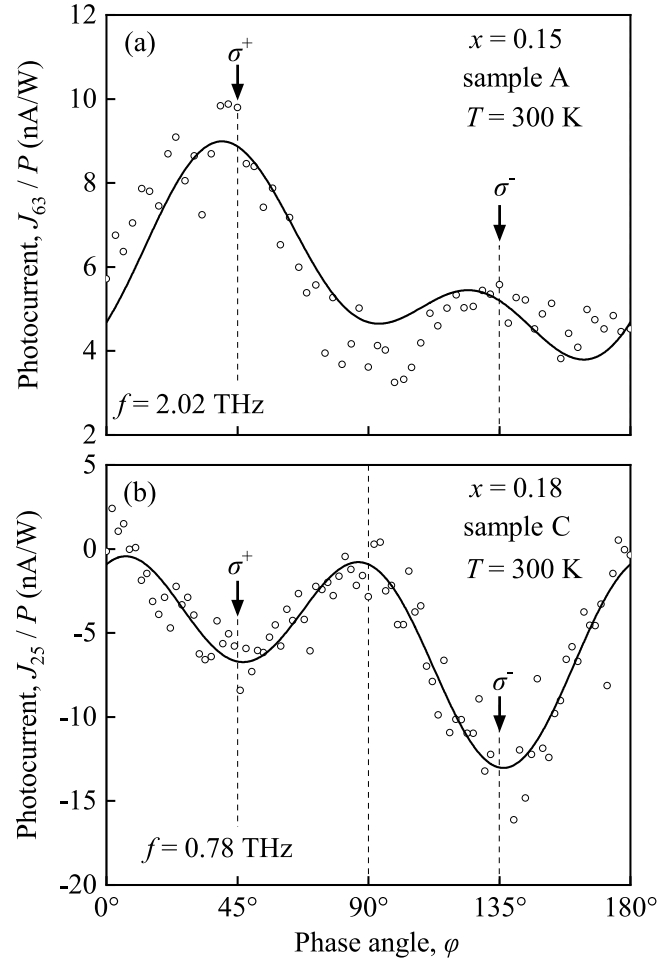 12
(a)
x = 0.15
σ+
sample A
10
T = 300 K
8
σ-
6
4
f = 2.02 THz
2
Photocurrent, J63 / P (nA/W)
5
(b)
x = 0.18
sample C
0
σ+
T = 300 K
-5
σ-
-10
-15
f = 0.78 THz
-20
Photocurrent, J25 / P (nA/W)
0° 45° 90° 135° 180°
Phase angle, φ